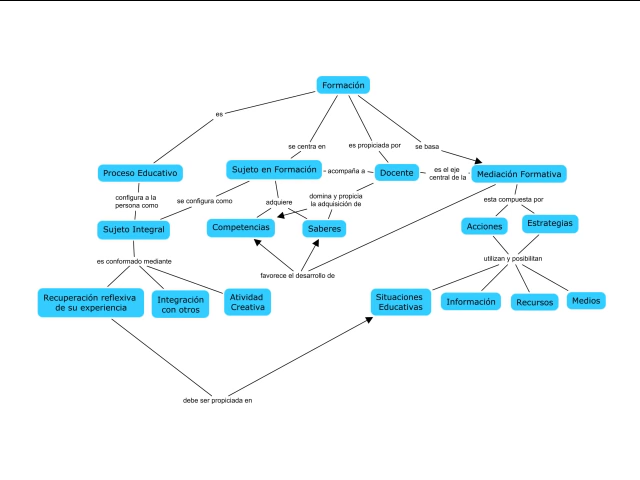 Formación
es
se centra en
es propiciada por
se basa
Proceso Educativo
Sujeto en Formación
acompaña a
Docente
es el eje
central de la
Mediación Formativa
configura a la
persona como
se configura como
adquiere
domina y propicia
la adquisición de
esta compuesta por
Sujeto Integral
Competencias
Saberes
Acciones
Estrategias
es conformado mediante
favorece el desarrollo de
utilizan y posibilitan
Recuperación reflexiva
de su experiencia
Integración
con otros
Atividad
Creativa
Situaciones
Educativas
Información
Recursos
Medios
debe ser propiciada en